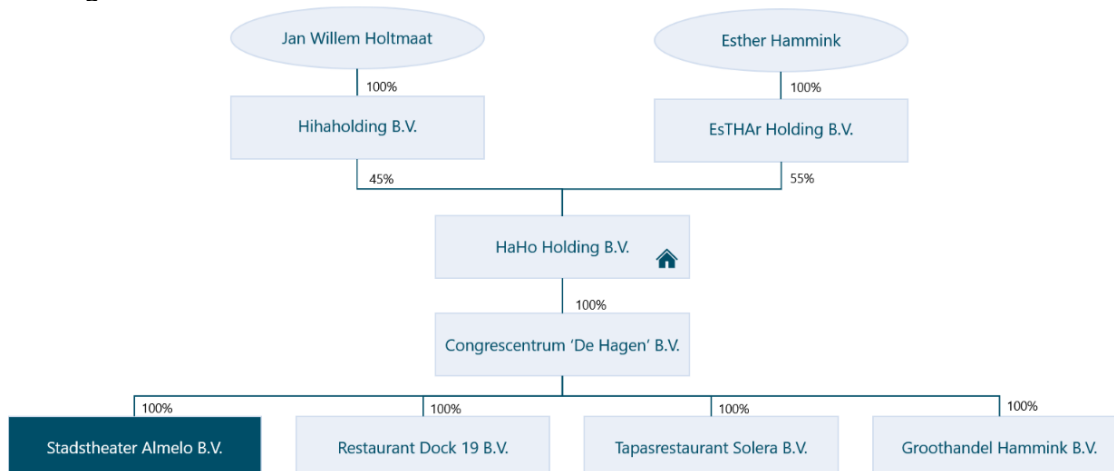 Jan Willem Holtmaat
Esther Hammink
100%
100%
Hihaholding B.V.
EsTHAr Holding B.V.
45%
55%
HaHo Holding B.V.
100%
Congrescentrum ‘De Hagen’ B.V.
100%
100%
100%
100%
Stadstheater Almelo B.V.
Restaurant Dock 19 B.V.
Tapasrestaurant Solera B.V.
Groothandel Hammink B.V.